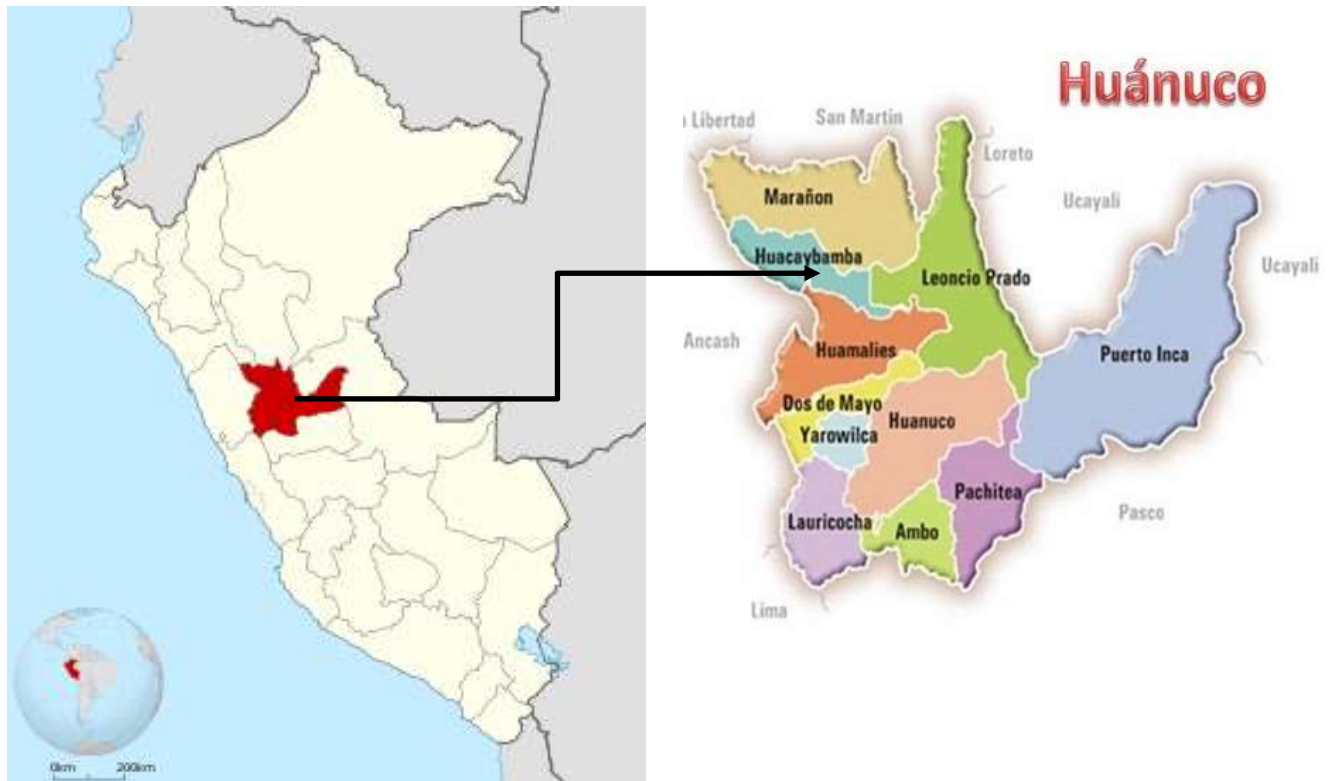 Huánuco
Libertad
San Martin
Loreto
Ucayali
Marañon
Huacaybamba
Leoncio Prado
Ucayali
Ancash
Huamalies
Puerto Inca
Dos de Mayo
Huanuco
Yarowilca
Pachitea
Lauricocha
Ambo
Pasco
Lima
0km 200km